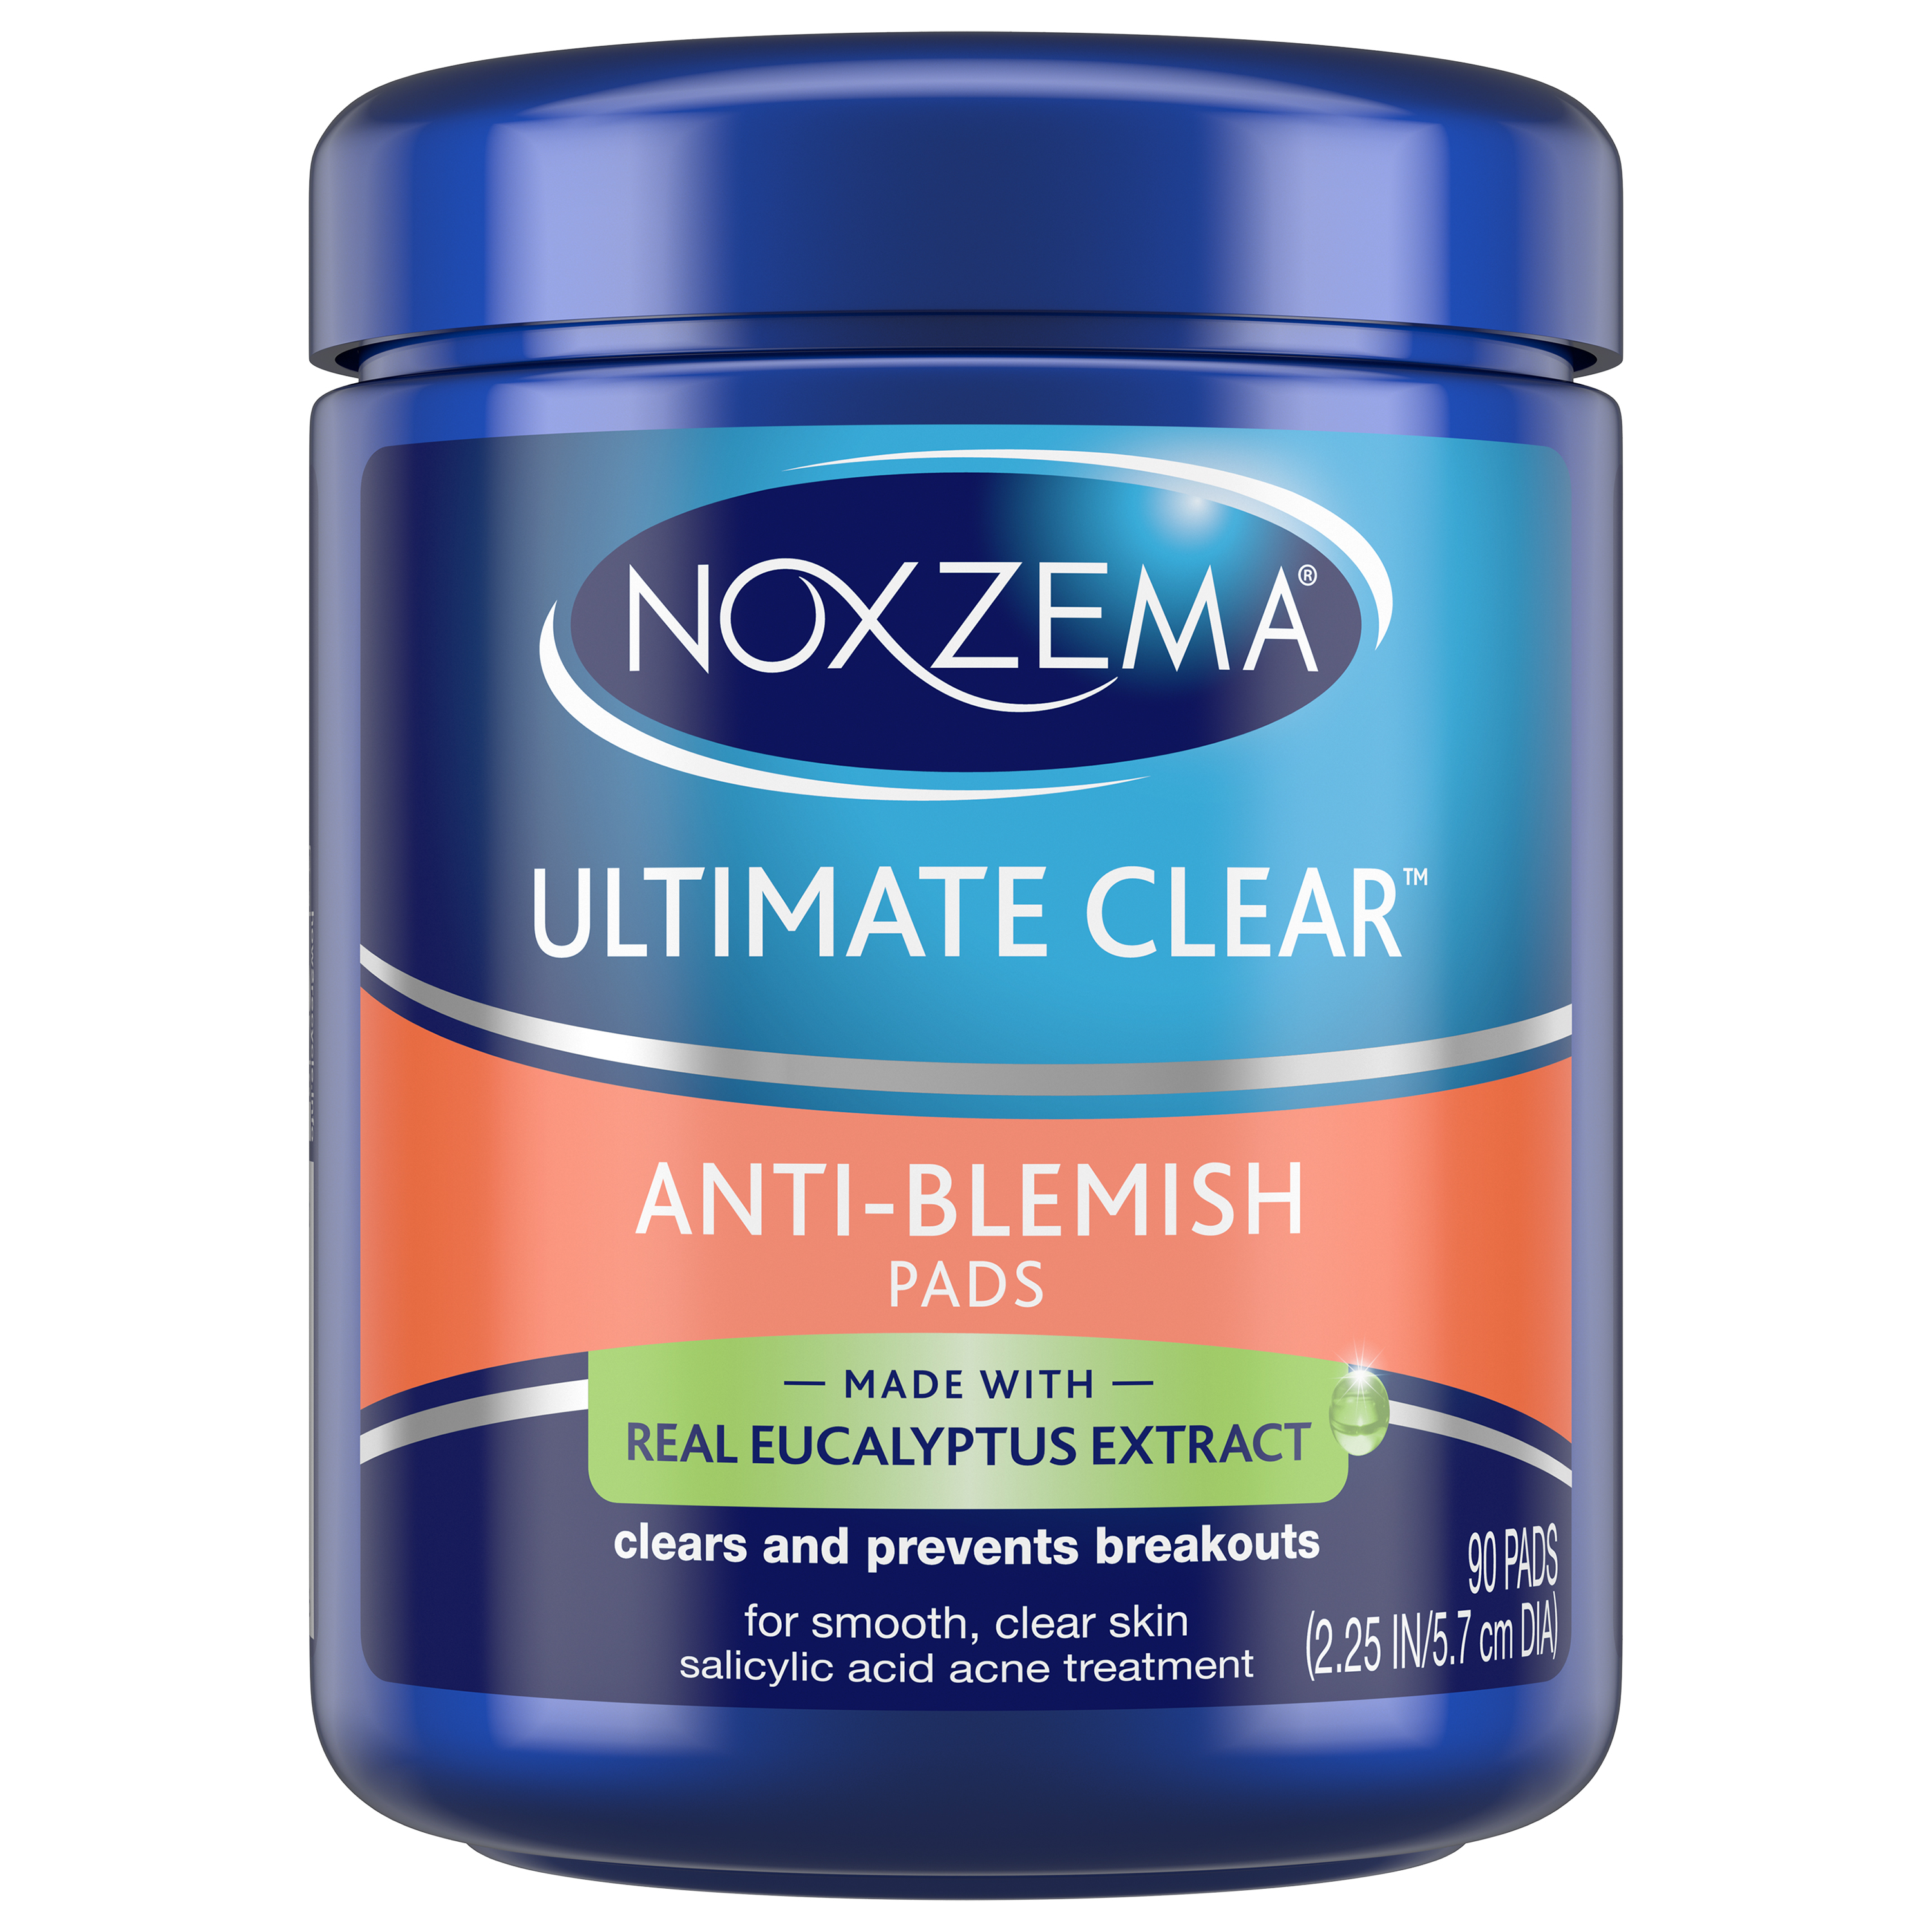 NOXZEMA®
ULTIMATE CLEAR™
ANTI-BLEMISH
PADS
— MADE WITH —
REAL EUCALYPTUS EXTRACT
clears and prevents breakouts
for smooth, clear skin
salicylic acid acne treatment
90 PADS
(2.25 IN/5.7 cm DIA)